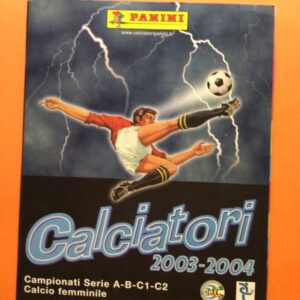 PANINI
www.calciatoripanini.it
Calciatori
2003-2004
Campionati Serie A-B-C1-C2
Calcio femminile